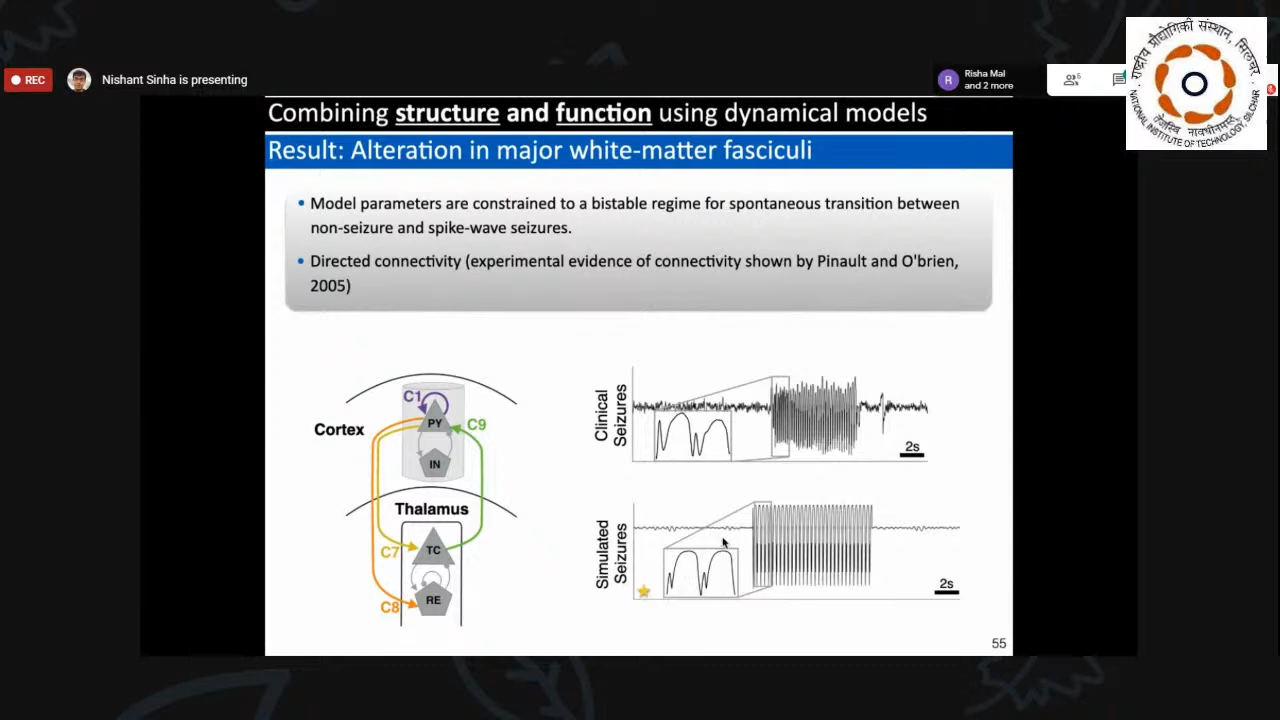 REC
Nishant Sinha is presenting
Risha Mal
and 2 more
6
राष्ट्रीय प्रौद्योगिकी संस्थान, सिलचर
तेजस्वि नावधीतमस्तु
NATIONAL INSTITUTE OF TECHNOLOGY, SILCHAR
Combining structure and function using dynamical models
Result: Alteration in major white-matter fasciculi
• Model parameters are constrained to a bistable regime for spontaneous transition between
non-seizure and spike-wave seizures.
• Directed connectivity (experimental evidence of connectivity shown by Pinault and O'brien,
2005)
C1
PY
C9
Cortex
IN
Thalamus
C7
TC
C8
RE
Clinical
Seizures
2s
Simulated
Seizures
2s
55